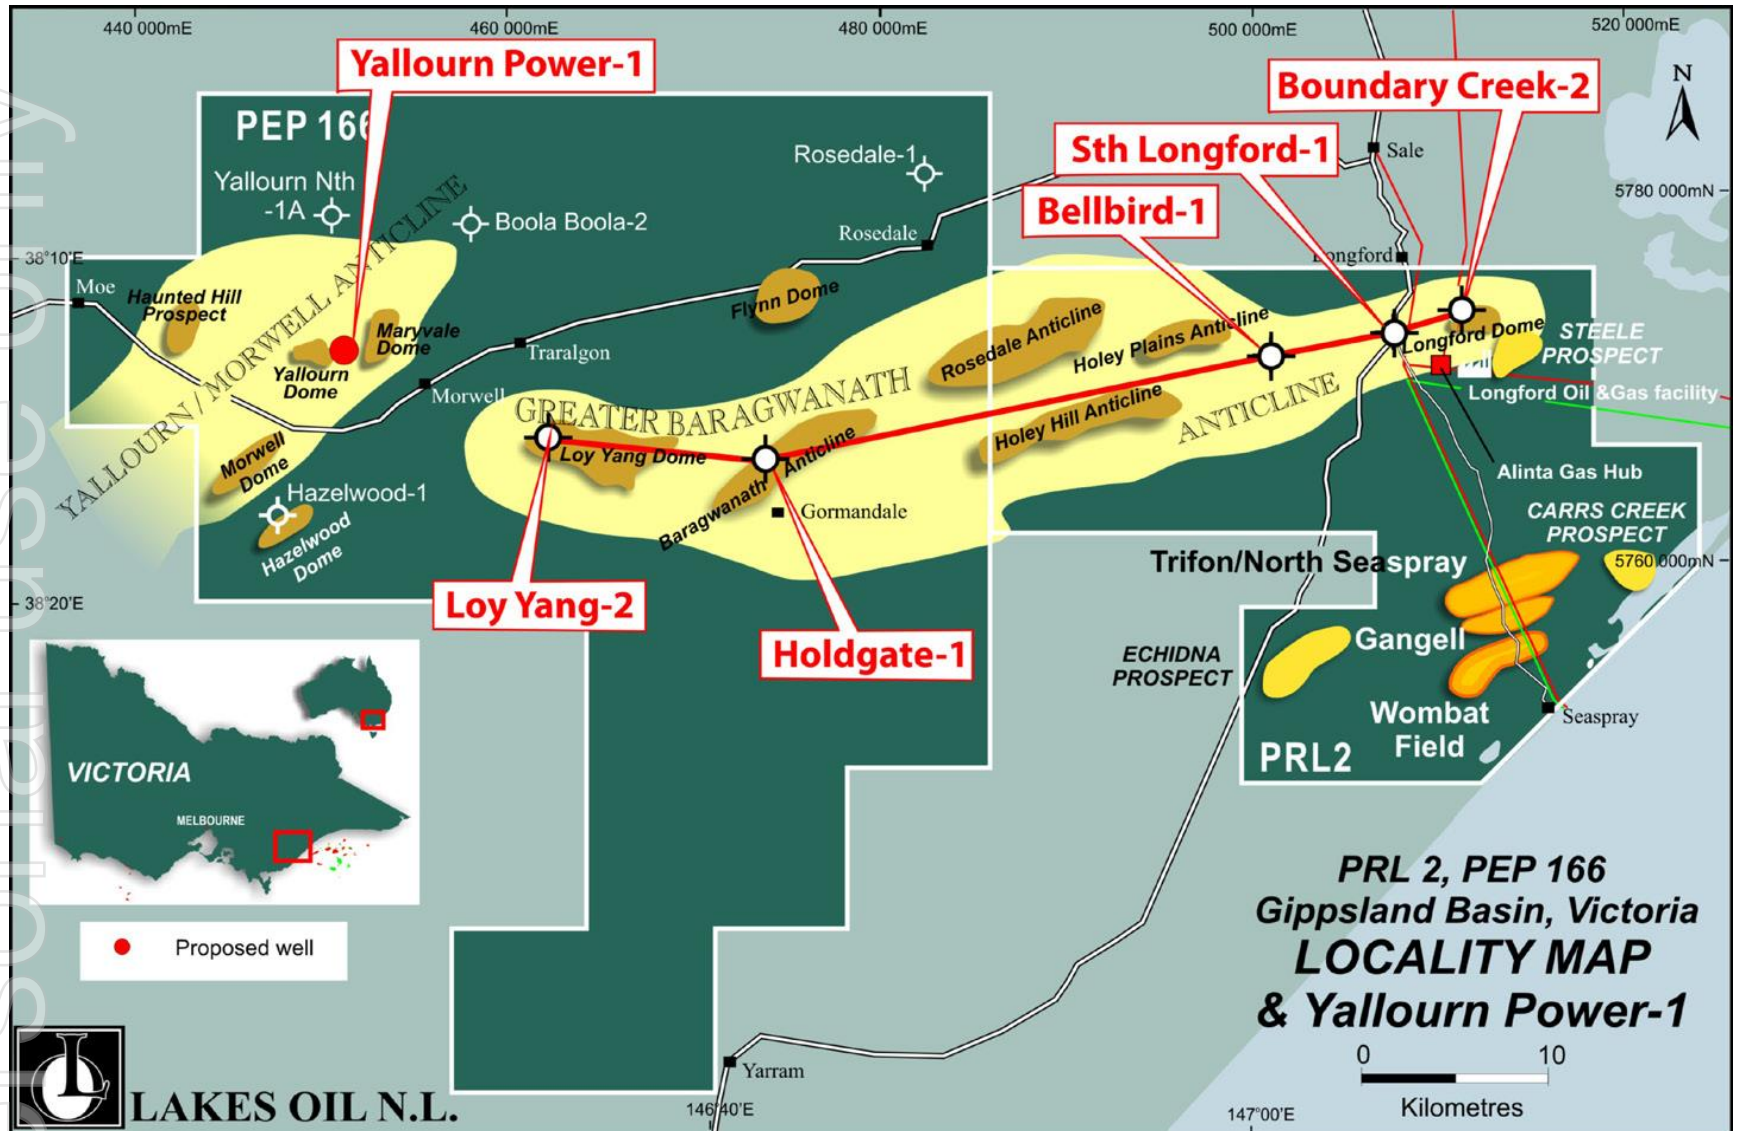 440 000mE
460 000mE
480 000mE
500 000mE
520 000mE
Yallourn Power-1
Boundary Creek-2
N
PEP 166
Sth Longford-1
Sale
Rosedale-1
Yallourn Nth
-1A
5780 000mN
Bellbird-1
Boola Boola-2
Rosedale
Longford
38°10'E
Moe
Haunted Hill
Prospect
YALLOURN / MORWELL ANTICLINE
Flynn Dome
Maryvale
Dome
Yallourn
Dome
Traralgon
Morwell
Rosedale Anticline
Holey Plains Anticline
Longford Dome
STEELE
PROSPECT
Longford Oil &Gas facility
GREATER BARAGWANATH
ANTICLINE
Holey Hill Anticline
Loy Yang Dome
Baragwanath Anticline
Morwell
Dome
Alinta Gas Hub
Hazelwood-1
Hazelwood
Dome
Gormandale
CARRS CREEK
PROSPECT
Trifon/North Seaspray
5760 000mN
38°20'E
Loy Yang-2
Holdgate-1
Gangell
ECHIDNA
PROSPECT
Wombat
Field
Seaspray
PRL2
VICTORIA
MELBOURNE
Proposed well
PRL 2, PEP 166
Gippsland Basin, Victoria
LOCALITY MAP
& Yallourn Power-1
0 10
Kilometres
Yarram
146°40'E
147°00'E
L
LAKES OIL N.L.